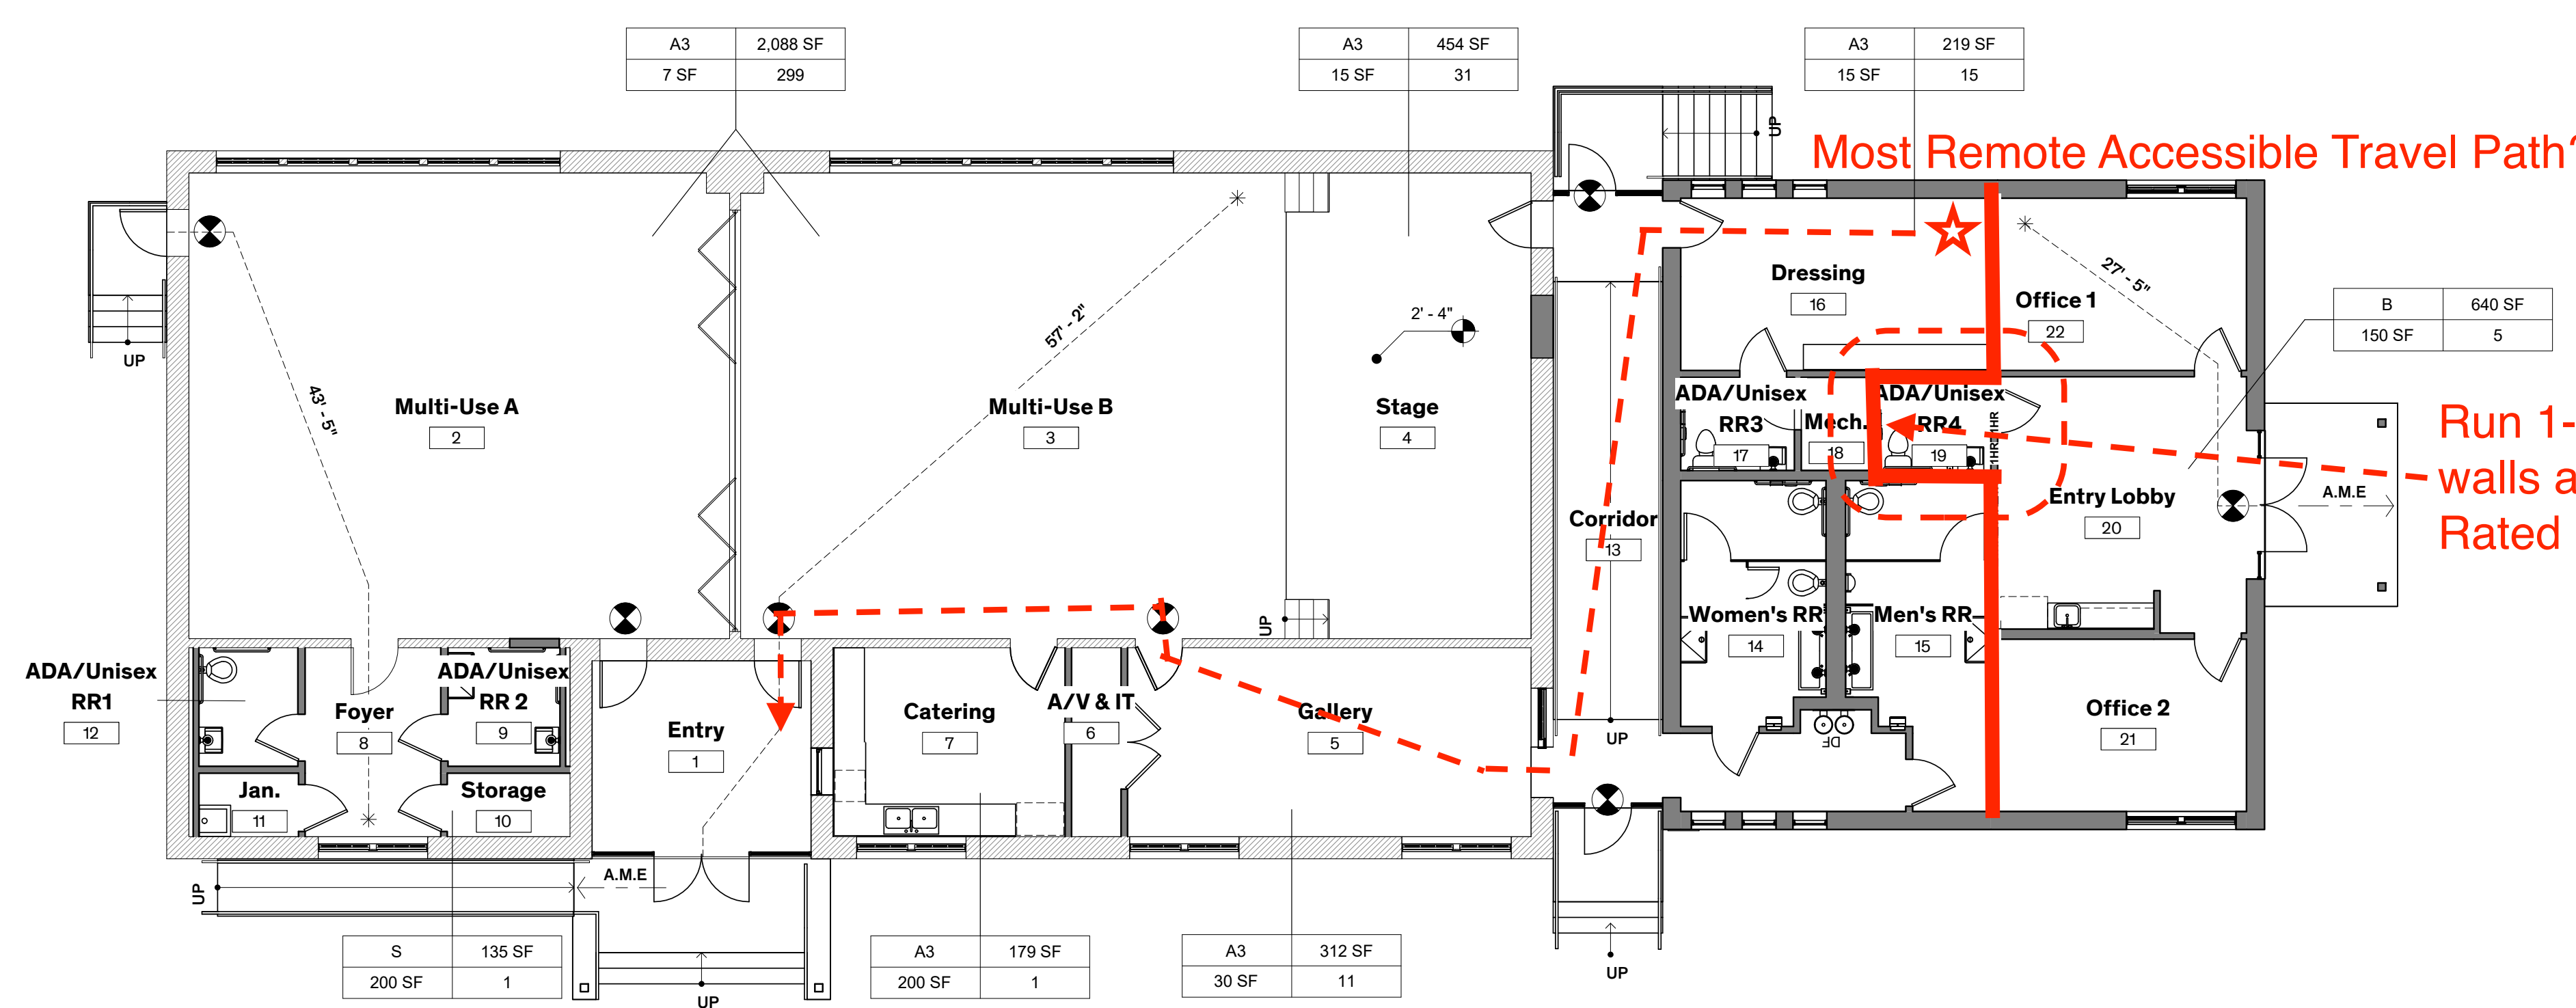 A3 2,088 SF
7 SF 299
A3 454 SF
15 SF 31
A3 219 SF
15 SF 15
UP
Most Remote Accessible Travel Path?
UP
43' - 5"
57' - 2"
2' - 4"
27' - 5"
Multi-Use A
2
Multi-Use B
3
Stage
4
Dressing
16
Office 1
22
B 640 SF
150 SF 5
ADA/Unisex
RR3
17
Mech.
18
ADA/Unisex
RR4
19
1HR
1HR
Run 1-
walls a
Rated
A.M.E
Corridor
13
Entry Lobby
20
UP
Women's RR
14
Men's RR
15
ADA/Unisex
RR1
12
Foyer
8
ADA/Unisex
RR 2
9
Entry
1
Catering
7
A/V & IT
6
Gallery
5
UP
DF
Office 2
21
Jan.
11
Storage
10
UP
A.M.E
S 135 SF
200 SF 1
UP
A3 179 SF
200 SF 1
A3 312 SF
30 SF 11
UP